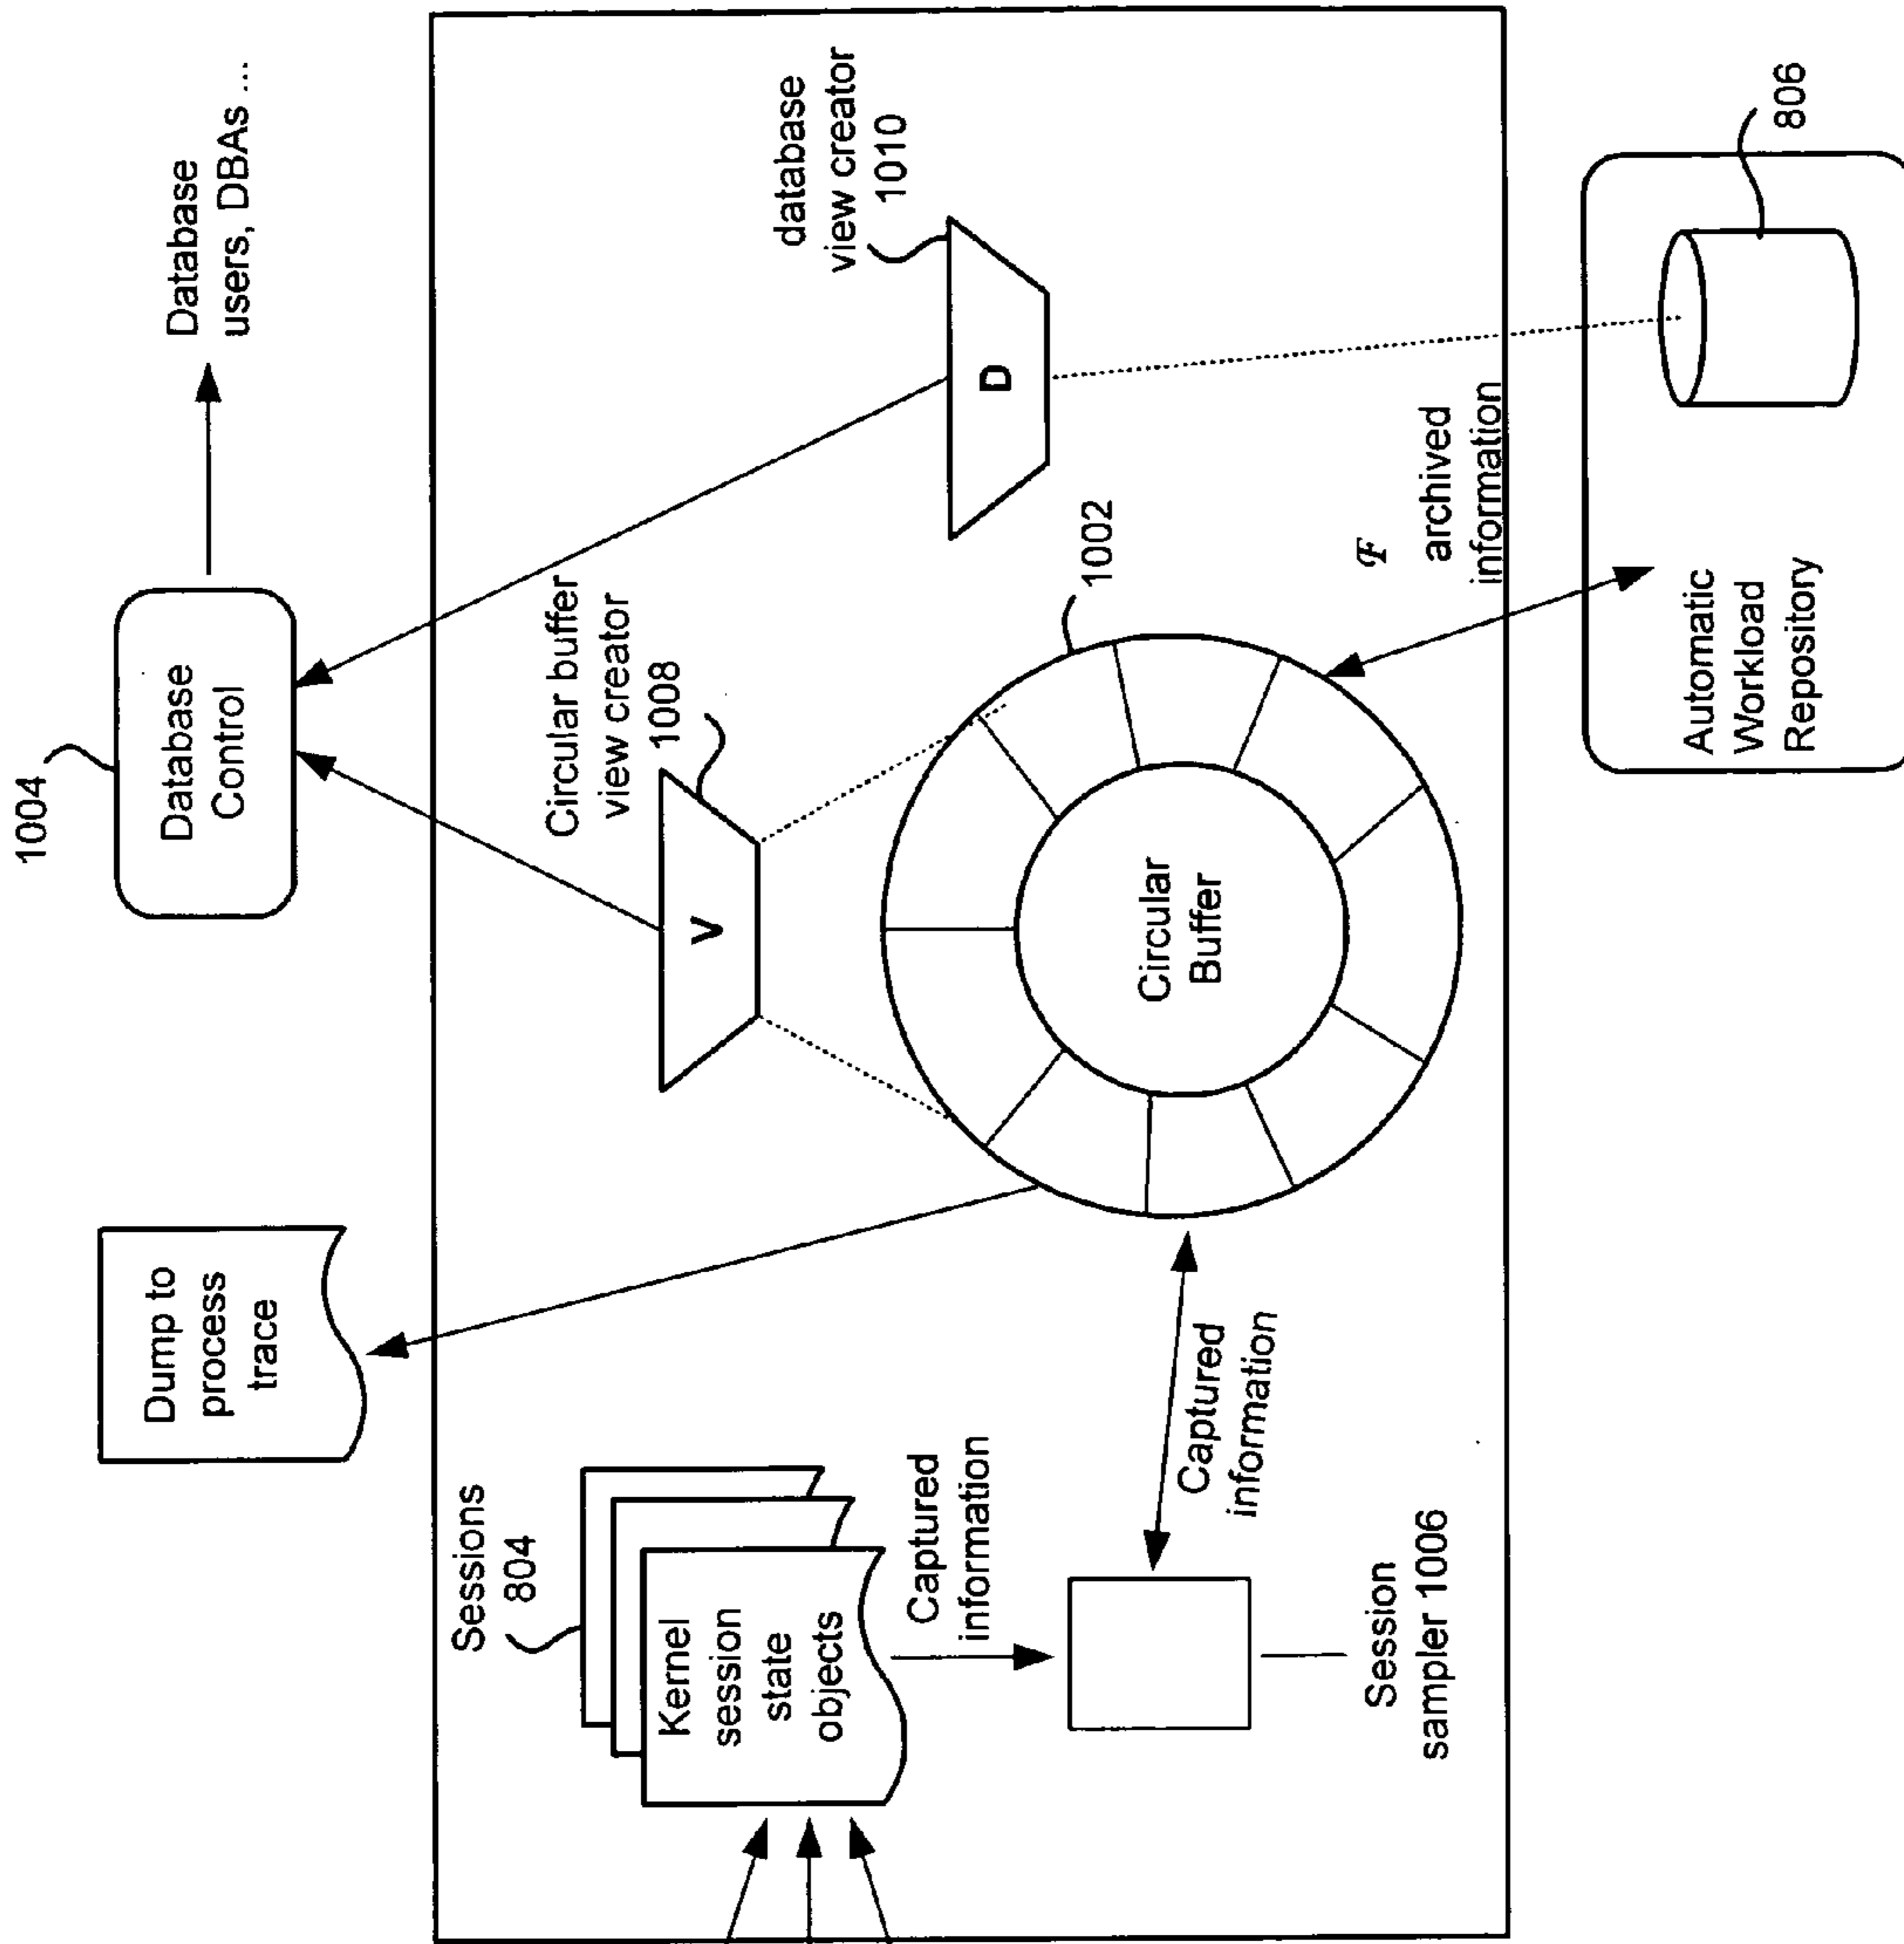 1004
Database
Control
Database
users, DBAs ...
Dump to
process
trace
Sessions
804
Kernel
session
state
objects
Captured
information
Session
sampler 1006
Captured
information
Circular buffer
view creator
1008
V
database
view creator
1010
D
1002
Circular
Buffer
F
archived
information
Automatic
Workload
Repository
806